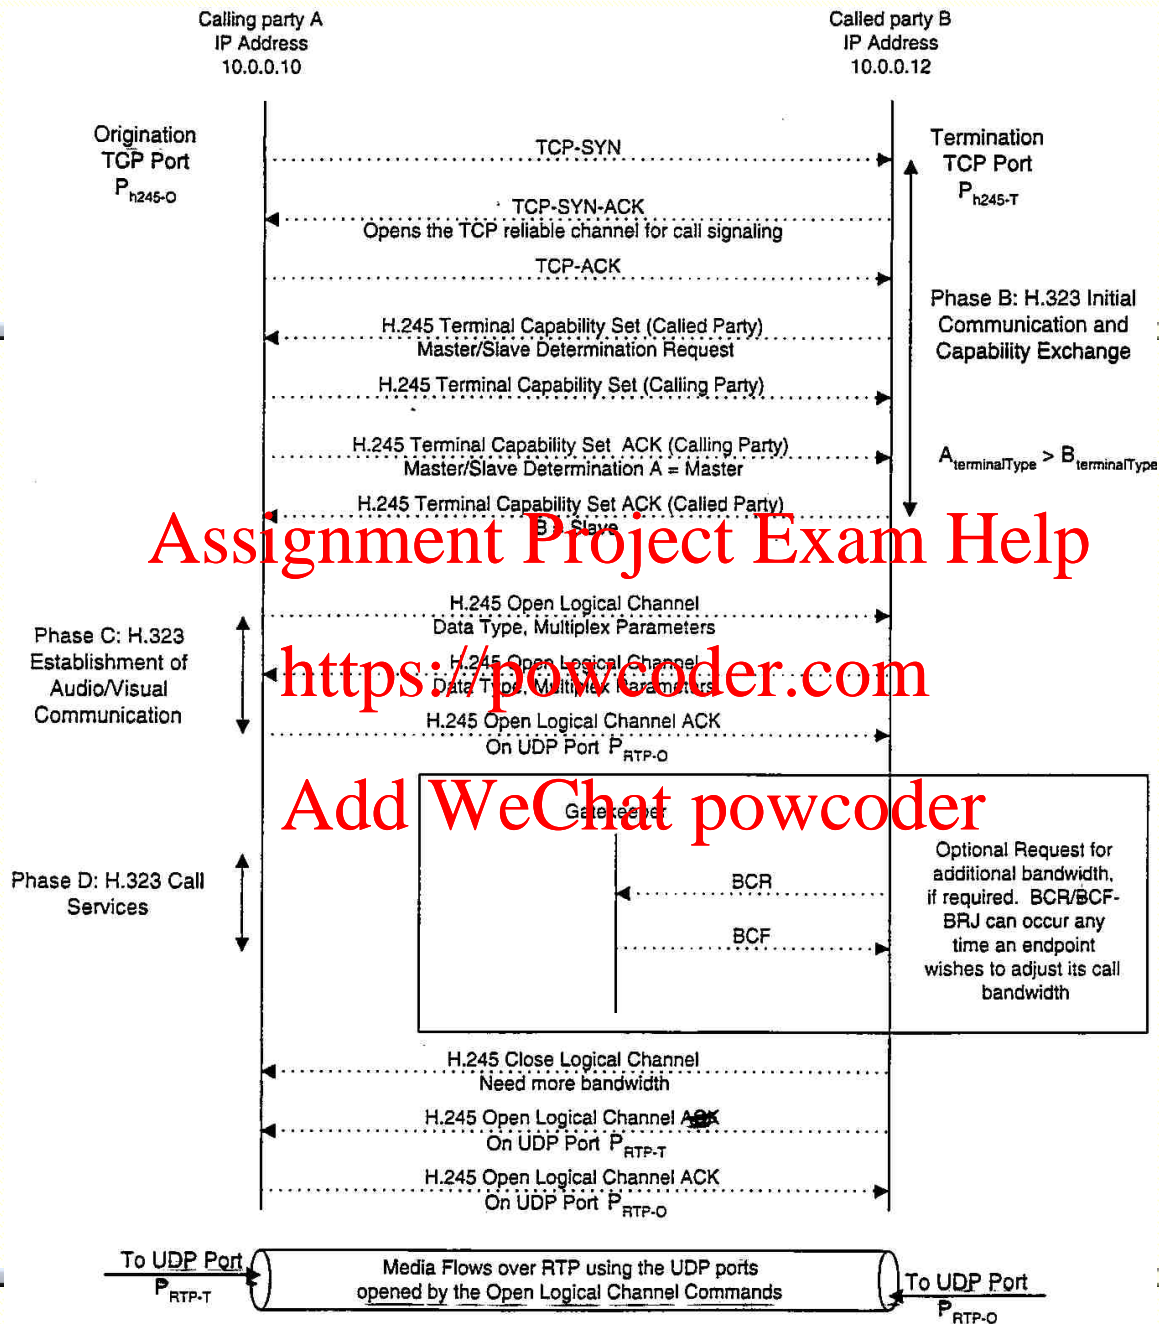 Calling party A
IP Address
10.0.0.10
Called party B
IP Address
10.0.0.12
Origination
TCP Port
Ph245-O
Termination
TCP Port
Ph245-T
TCP-SYN
TCP-SYN-ACK
Opens the TCP reliable channel for call signaling
TCP-ACK
Phase B: H.323 Initial
Communication and
Capability Exchange
H.245 Terminal Capability Set (Called Party)
Master/Slave Determination Request
H.245 Terminal Capability Set (Calling Party)
H.245 Terminal Capability Set ACK (Calling Party)
Master/Slave Determination A = Master
AterminalType > BterminalType
H.245 Terminal Capability Set ACK (Called Party)
B = Slave
Assignment Project Exam Help
H.245 Open Logical Channel
Data Type, Multiplex Parameters
Phase C: H.323
Establishment of
Audio/Visual
Communication
H.245 Open Logical Channel
Data Type, Multiplex Parameters
https://powcoder.com
H.245 Open Logical Channel ACK
On UDP Port PRTP-O
Add WeChat powcoder
Gatekeeper
Phase D: H.323 Call
Services
BCR
BCF
Optional Request for
additional bandwidth,
if required. BCR/BCF-
BRJ can occur any
time an endpoint
wishes to adjust its call
bandwidth
H.245 Close Logical Channel
Need more bandwidth
H.245 Open Logical Channel
On UDP Port PRTP-T
H.245 Open Logical Channel ACK
On UDP Port PRTP-O
To UDP Port
PRTP-T
Media Flows over RTP using the UDP ports
opened by the Open Logical Channel Commands
To UDP Port
PRTP-O